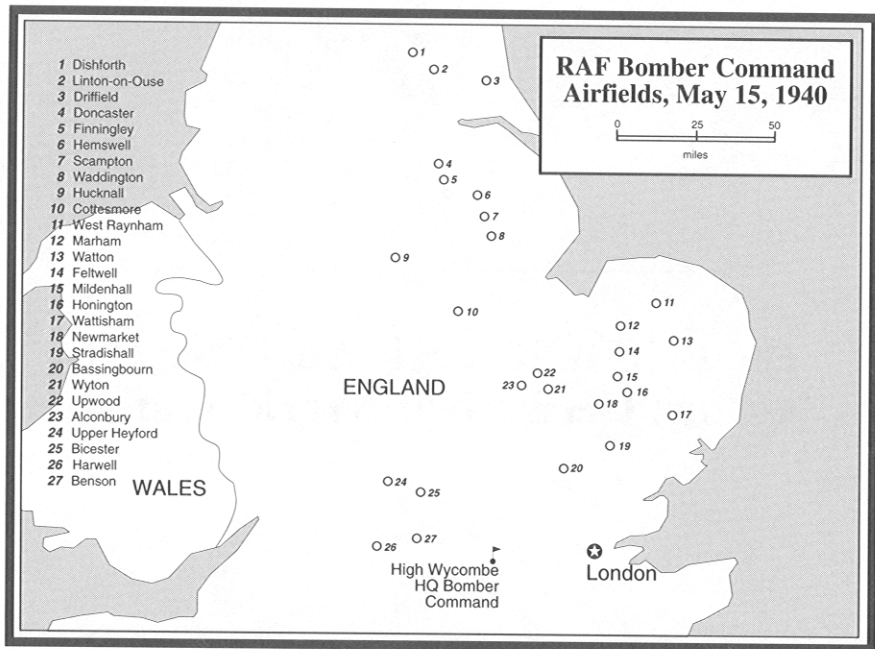 RAF Bomber Command
Airfields, May 15, 1940
0 25 50
miles
1 Dishforth
2 Linton-on-Ouse
3 Driffield
4 Doncaster
5 Finningley
6 Hemswell
7 Scampton
8 Waddington
9 Hucknall
10 Cottesmore
11 West Raynham
12 Marham
13 Watton
14 Feltwell
15 Mildenhall
16 Honington
17 Wattisham
18 Newmarket
19 Stradishall
20 Bassingbourn
21 Wyton
22 Upwood
23 Alconbury
24 Upper Heyford
25 Bicester
26 Harwell
27 Benson
1
2
3
4
5
6
7
8
9
10
11
12
13
14
15
16
17
18
19
20
21
22
23
24
25
26
27
ENGLAND
WALES
High Wycombe
HQ Bomber
Command
London